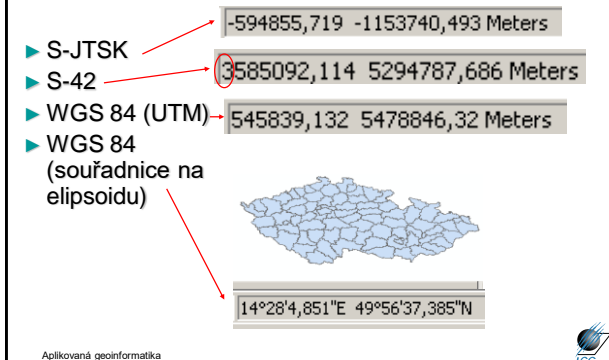 -594855,719 -1153740,493 Meters
► S-JTSK
► S-42
3585092,114 5294787,686 Meters
► WGS 84 (UTM)
545839,132 5478846,32 Meters
► WGS 84
(souřadnice na
elipsoidu)
14°28'4,851"E 49°56'37,385"N
Aplikovaná geoinformatika